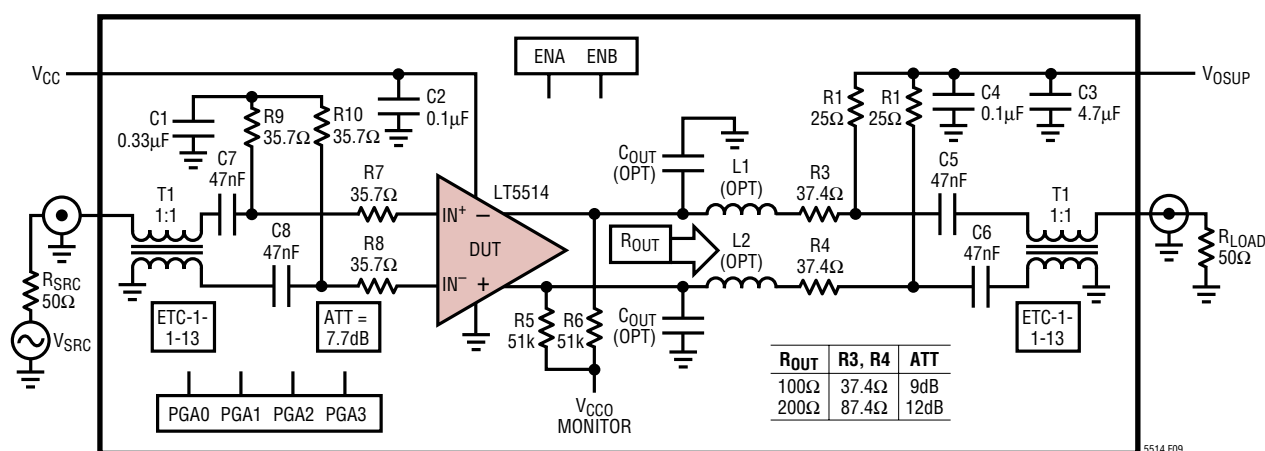 V_CC
C1
0.33µF
R9
35.7Ω
R10
35.7Ω
C2
0.1µF
ENA ENB
R1
25Ω
R1
25Ω
C4
0.1µF
C3
4.7µF
V_OSUP
C7
47nF
R7
35.7Ω
LT5514
C_OUT
(OPT)
L1
(OPT)
R3
37.4Ω
C5
47nF
T1
1:1
C8
47nF
IN+ −
DUT
IN− +
R_OUT
L2
(OPT)
C6
47nF
T1
1:1
R_LOAD
50Ω
R8
35.7Ω
R4
37.4Ω
R_SRC
50Ω
V_SRC
ETC-1-
1-13
ATT =
7.7dB
R5
51k
R6
51k
C_OUT
(OPT)
ETC-1-
1-13
R_OUT R3, R4 ATT
100Ω 37.4Ω 9dB
200Ω 87.4Ω 12dB
PGA0 PGA1 PGA2 PGA3
V_CCO
MONITOR
5514 F09